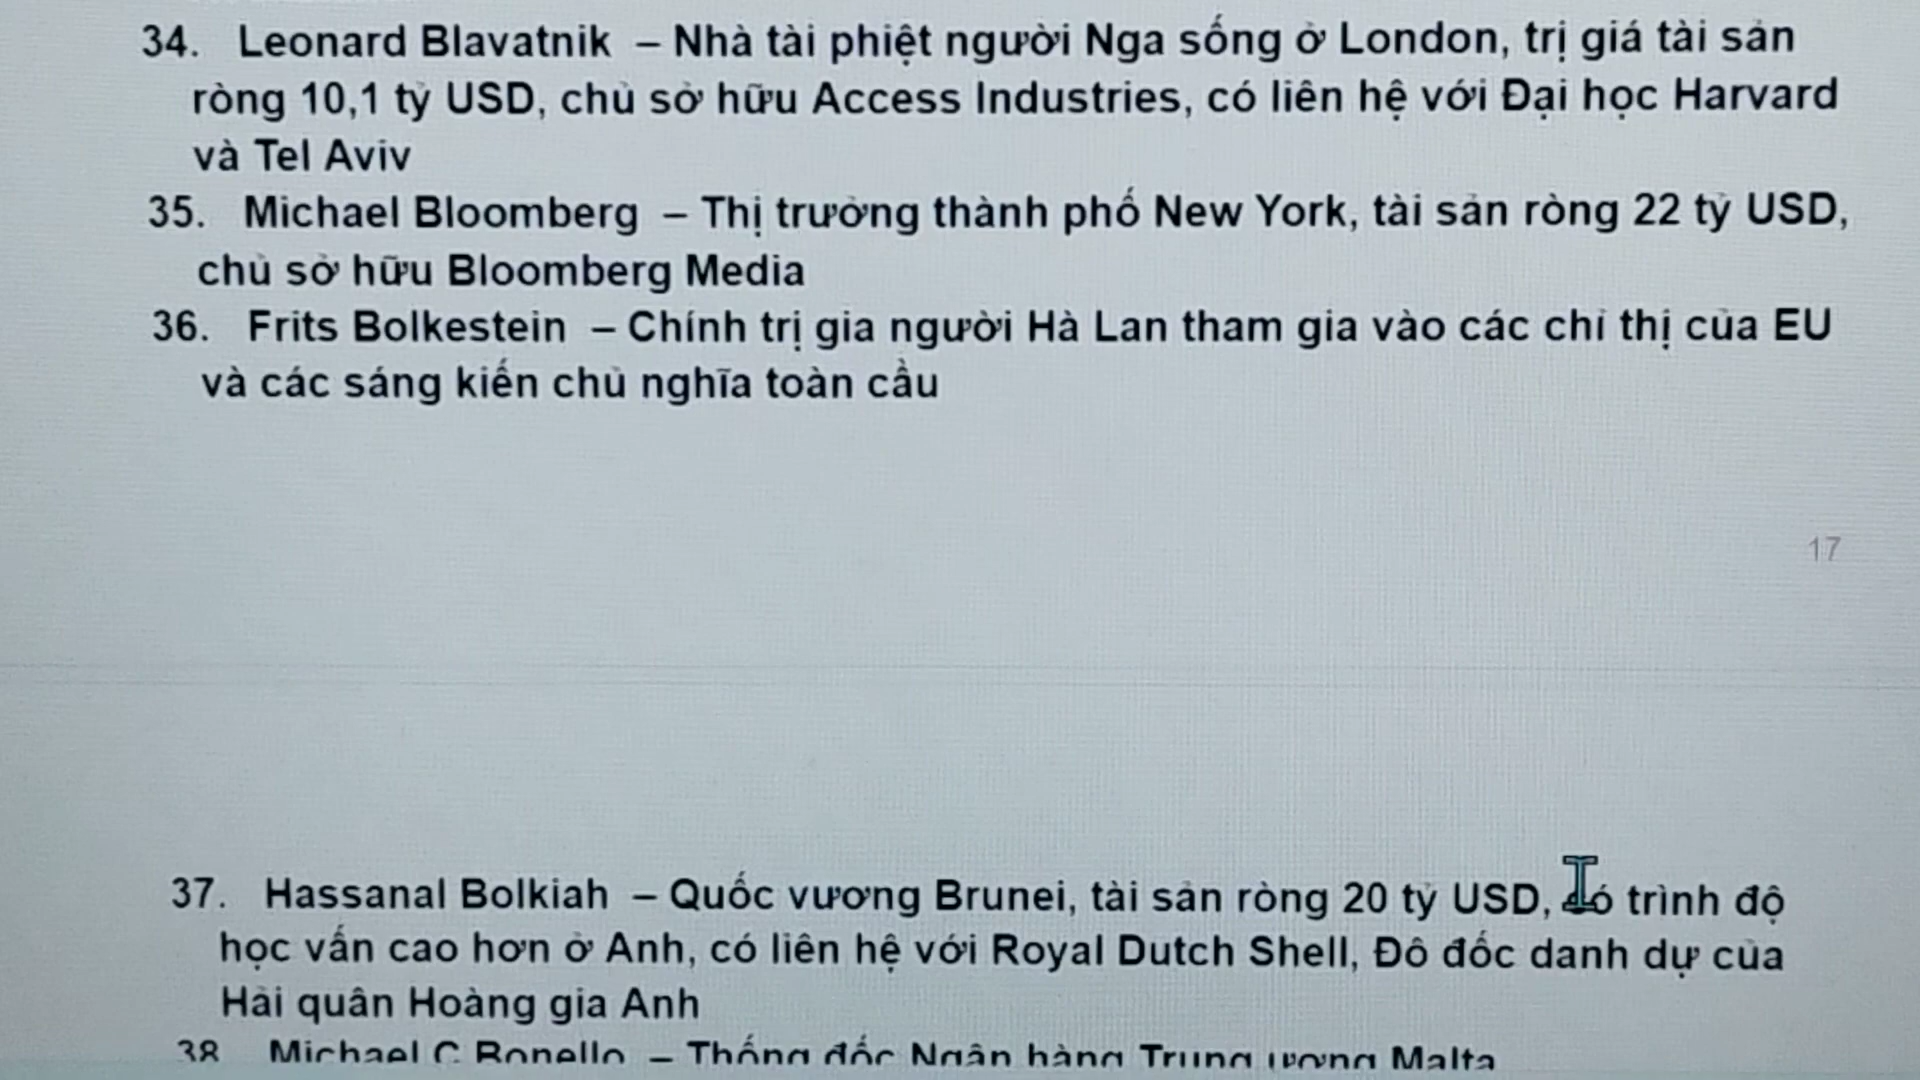 34. Leonard Blavatnik – Nhà tài phiệt người Nga sống ở London, trị giá tài sản
ròng 10,1 tỷ USD, chủ sở hữu Access Industries, có liên hệ với Đại học Harvard
và Tel Aviv
35. Michael Bloomberg – Thị trưởng thành phố New York, tài sản ròng 22 tỷ USD,
chủ sở hữu Bloomberg Media
36. Frits Bolkestein – Chính trị gia người Hà Lan tham gia vào các chỉ thị của EU
và các sáng kiến chủ nghĩa toàn cầu
17
37. Hassanal Bolkiah – Quốc vương Brunei, tài sản ròng 20 tỷ USD, có trình độ
học vấn cao hơn ở Anh, có liên hệ với Royal Dutch Shell, Đô đốc danh dự của
Hải quân Hoàng gia Anh
38 Michael C Bonello – Thống đốc Ngân hàng Trung ương Malta